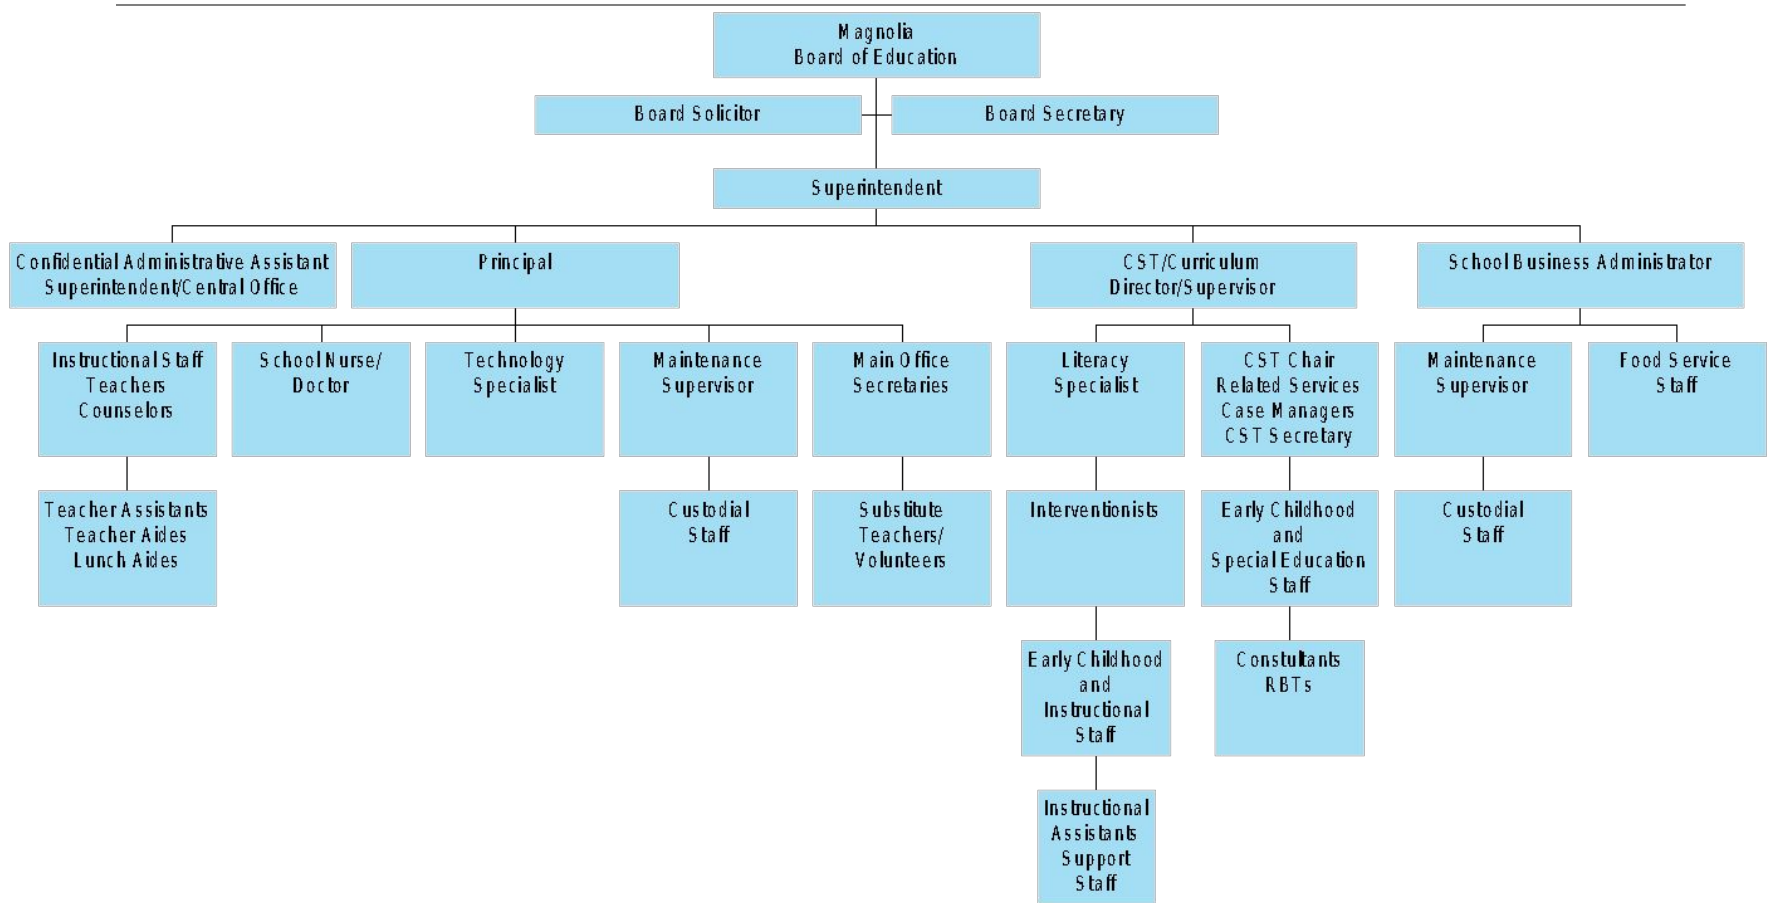 Magnolia
Board of Education
Board Solicitor
Board Secretary
Superintendent
Confidential Administrative Assistant
Superintendent/Central Office
Principal
CST/Curriculum
Director/Supervisor
School Business Administrator
Instructional Staff
Teachers
Counselors
School Nurse/
Doctor
Technology
Specialist
Maintenance
Supervisor
Main Office
Secretaries
Literacy
Specialist
CST Chair
Related Services
Case Managers
CST Secretary
Maintenance
Supervisor
Food Service
Staff
Teacher Assistants
Teacher Aides
Lunch Aides
Custodial
Staff
Substitute
Teachers/
Volunteers
Interventionists
Early Childhood
and
Special Education
Staff
Custodial
Staff
Early Childhood
and
Instructional
Staff
Constultants
RBTs
Instructional
Assistants
Support
Staff